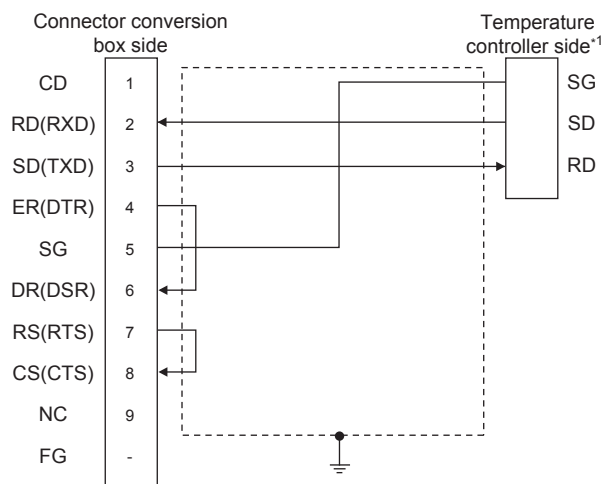 Connector conversion
box side
Temperature
controller side*1
CD 1 SG
RD(RXD) 2 SD
SD(TXD) 3 RD
ER(DTR) 4
SG 5
DR(DSR) 6
RS(RTS) 7
CS(CTS) 8
NC 9
FG -